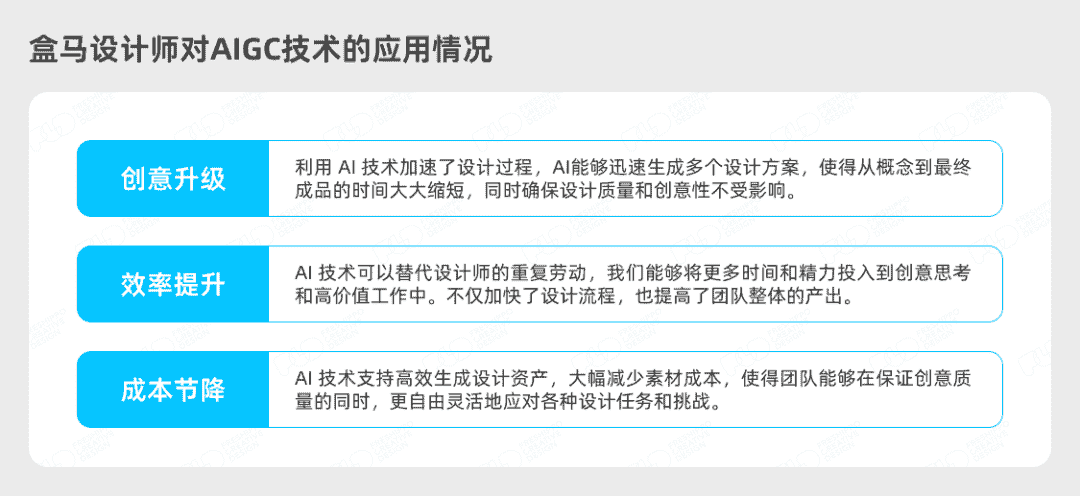 盒马设计师对AIGC技术的应用情况
创意升级
利用 AI 技术加速了设计过程，AI能够迅速生成多个设计方案，使得从概念到最终
成品的时间大大缩短，同时确保设计质量和创意性不受影响。
效率提升
AI 技术可以替代设计师的重复劳动，我们能够将更多时间和精力投入到创意思考
和高价值工作中。不仅加快了设计流程，也提高了团队整体的产出。
成本节降
AI 技术支持高效生成设计资产，大幅减少素材成本，使得团队能够在保证创意质
量的同时，更自由灵活地应对各种设计任务和挑战。